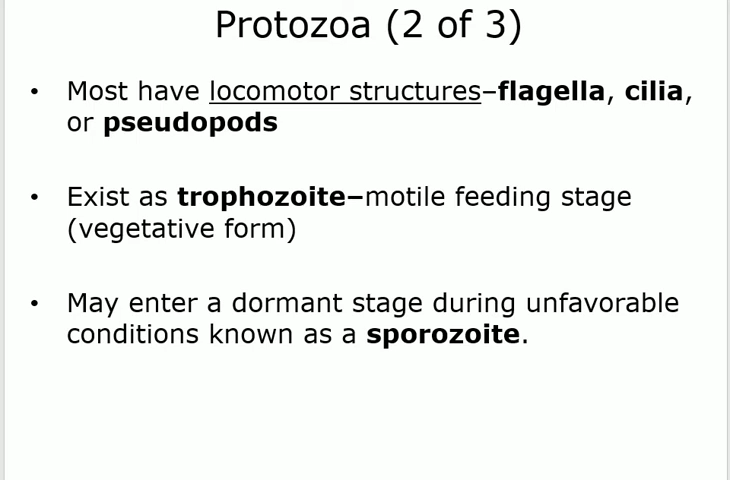 Protozoa (2 of 3)
• Most have locomotor structures–flagella, cilia,
or pseudopods
• Exist as trophozoite–motile feeding stage
(vegetative form)
• May enter a dormant stage during unfavorable
conditions known as a sporozoite.